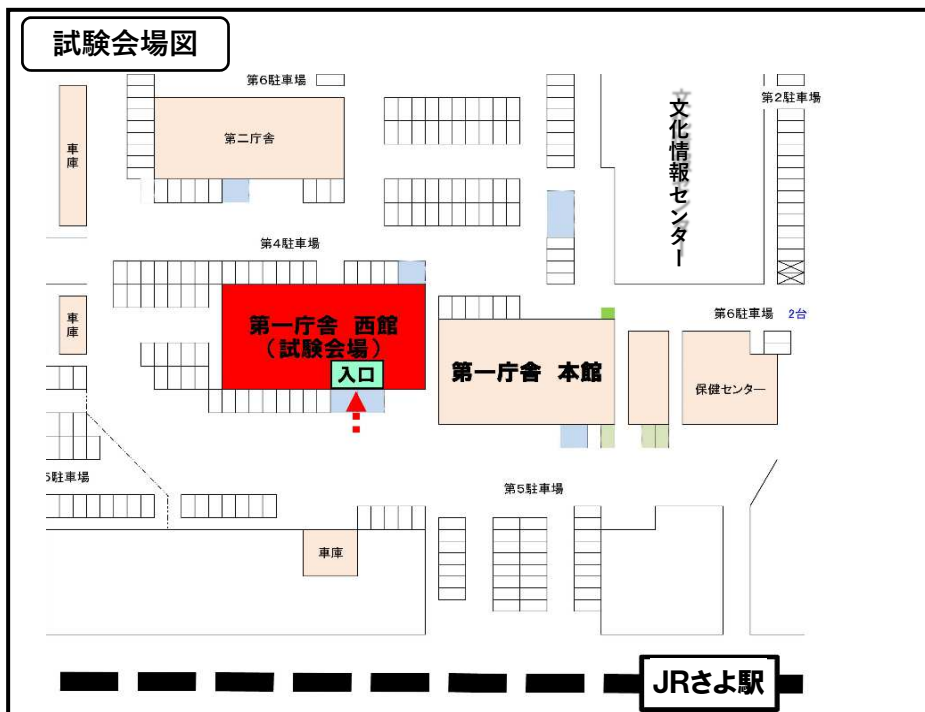 試験会場図
第6駐車場
第2駐車場
車庫
第二庁舎
文化情報センター
第4駐車場
車庫
第一庁舎 西館
(試験会場)
入口
第一庁舎 本館
第6駐車場 2台
保健センター
5駐車場
第5駐車場
車庫
JRさよ駅